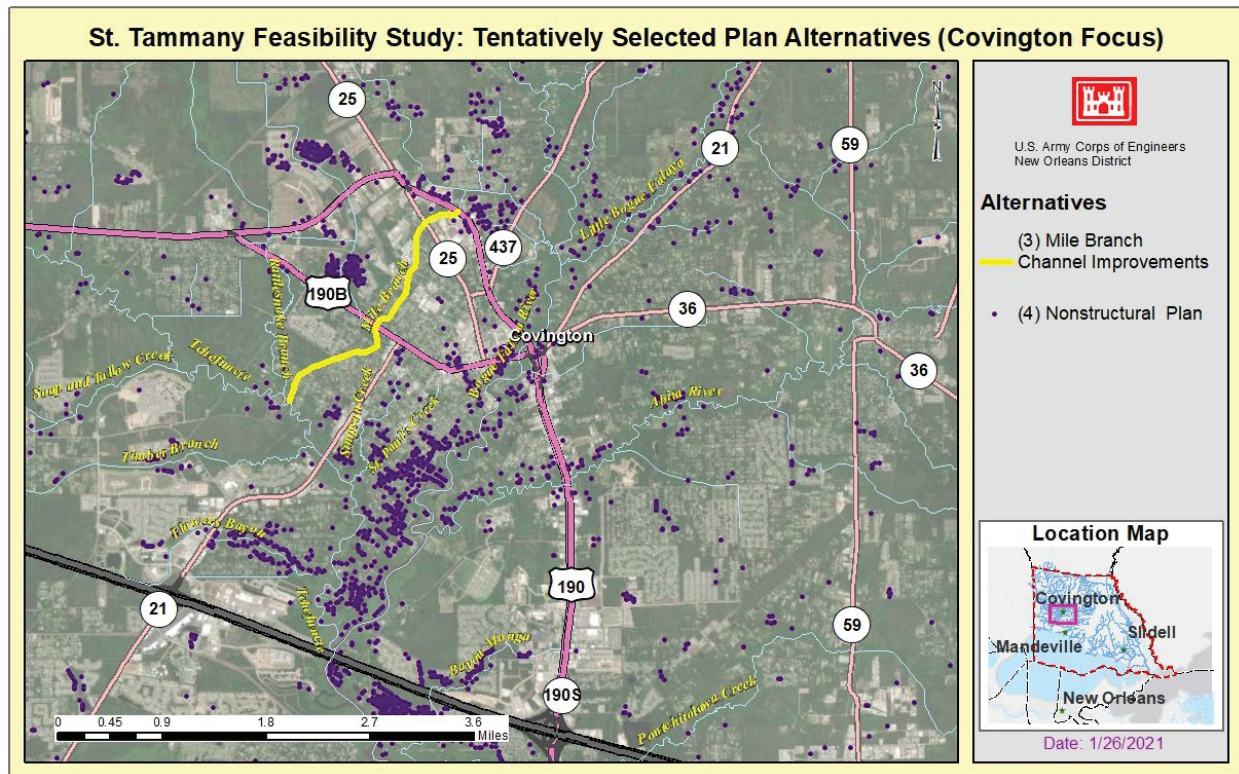 St. Tammany Feasibility Study: Tentatively Selected Plan Alternatives (Covington Focus)
N
25
21
59
Little Bogue Falaya
437
25
Rattlesnake Branch
190B
Mile Branch
36
Covington
Bogue Falaya River
Tchefuncte
Soap and Tallow Creek
36
Abita River
Simpson Creek
St. Paul's Creek
Timber Branch
Flowers Bayou
21
190
Tchefuncte
59
Bayou Monga
190S
Ponchitolawa Creek
0 0.45 0.9 1.8 2.7 3.6
Miles
U.S. Army Corps of Engineers
New Orleans District
Alternatives
(3) Mile Branch
Channel Improvements
(4) Nonstructural Plan
Location Map
Covington
Slidell
Mandeville
New Orleans
Date: 1/26/2021